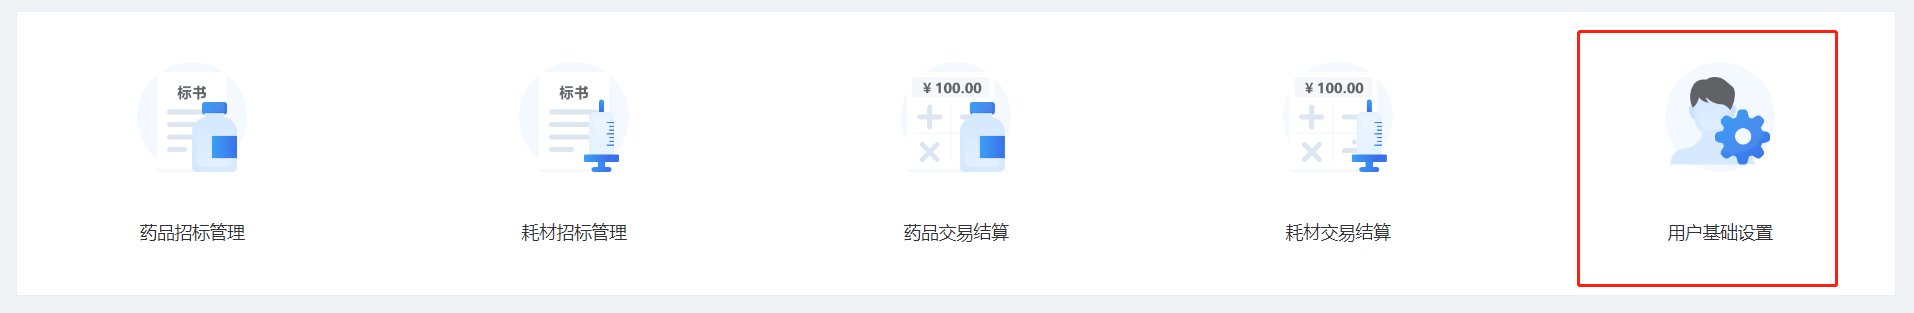 标书
标书
¥ 100.00
¥ 100.00
药品招标管理
耗材招标管理
药品交易结算
耗材交易结算
用户基础设置